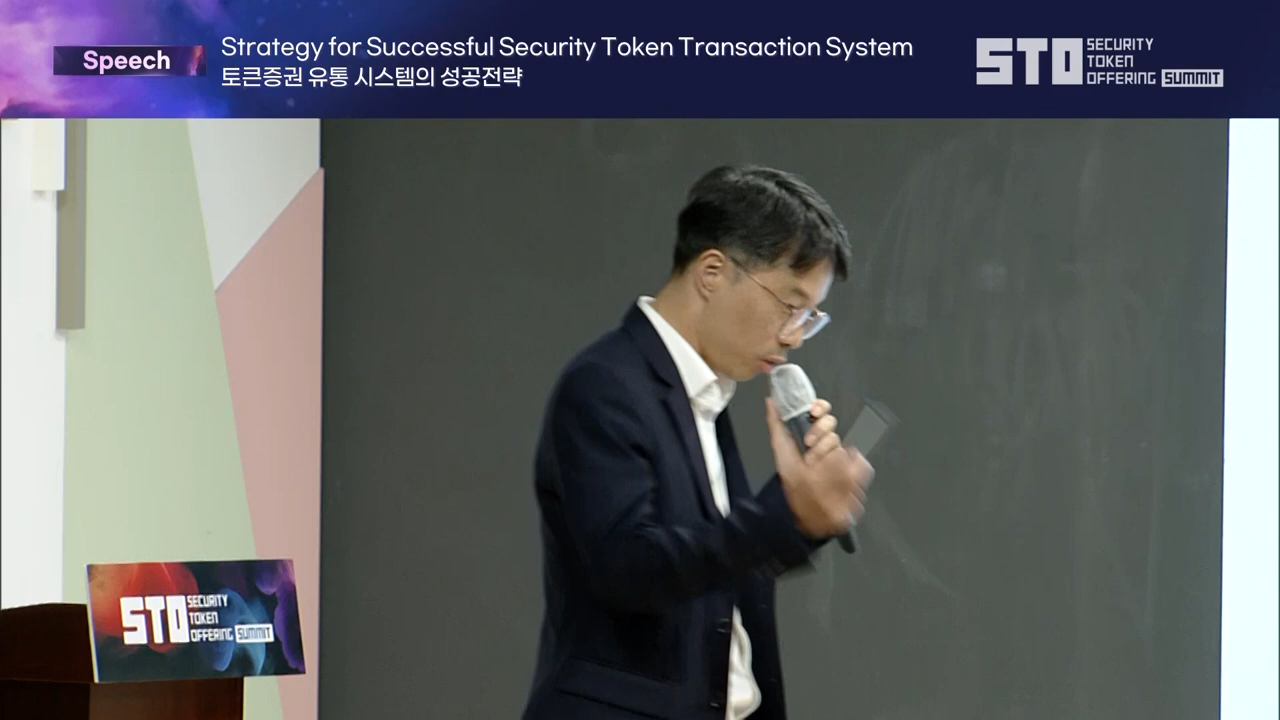 Speech
Strategy for Successful Security Token Transaction System
토큰증권 유통 시스템의 성공전략
STO
SECURITY
TOKEN
OFFERING SUMMIT
STO
SECURITY
TOKEN
OFFERING SUMMIT